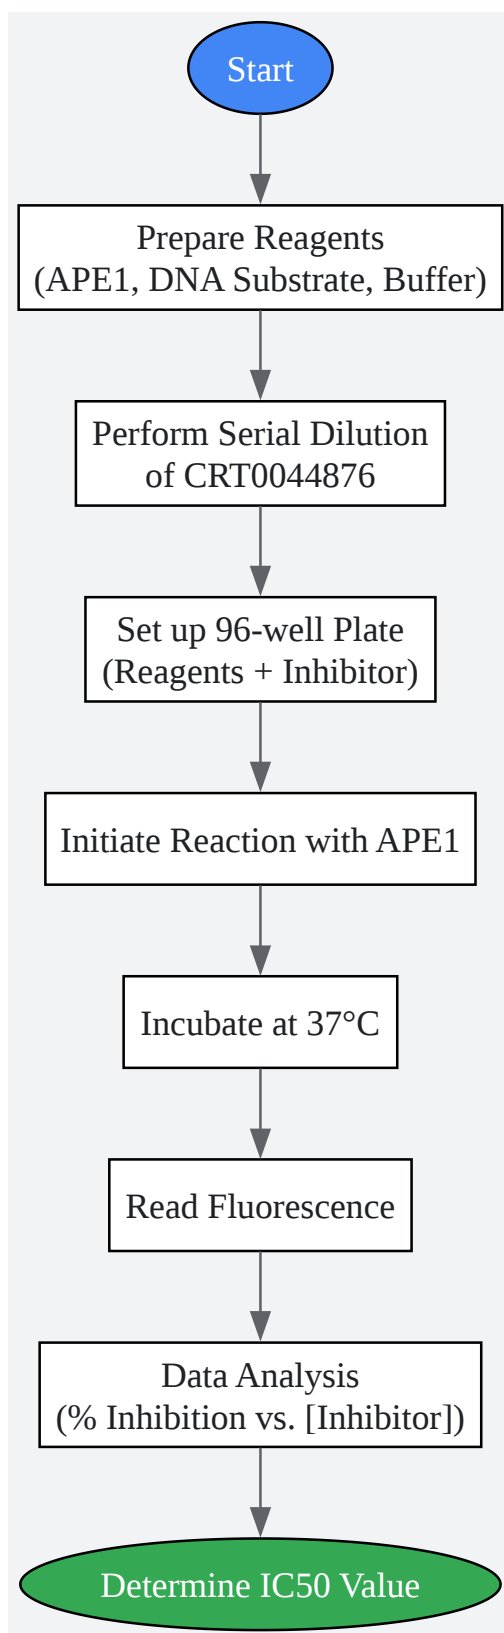 Start
Prepare Reagents
(APE1, DNA Substrate, Buffer)
Perform Serial Dilution
of CRT0044876
Set up 96-well Plate
(Reagents + Inhibitor)
Initiate Reaction with APE1
Incubate at 37°C
Read Fluorescence
Data Analysis
(% Inhibition vs. [Inhibitor])
Determine IC50 Value